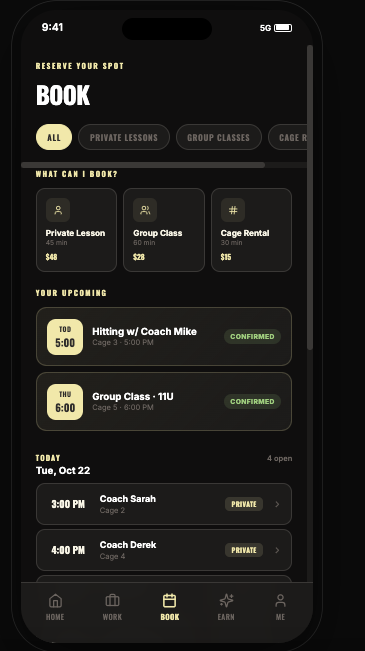 9:41
5G
RESERVE YOUR SPOT
BOOK
ALL
PRIVATE LESSONS
GROUP CLASSES
CAGE R
WHAT CAN I BOOK?
Private Lesson
45 min
$48
Group Class
60 min
$28
Cage Rental
30 min
$15
YOUR UPCOMING
TOD
5:00
Hitting w/ Coach Mike
Cage 3 · 5:00 PM
CONFIRMED
THU
6:00
Group Class · 11U
Cage 5 · 6:00 PM
CONFIRMED
TODAY
4 open
Tue, Oct 22
3:00 PM
Coach Sarah
Cage 2
PRIVATE
4:00 PM
Coach Derek
Cage 4
PRIVATE
HOME
WORK
BOOK
EARN
ME